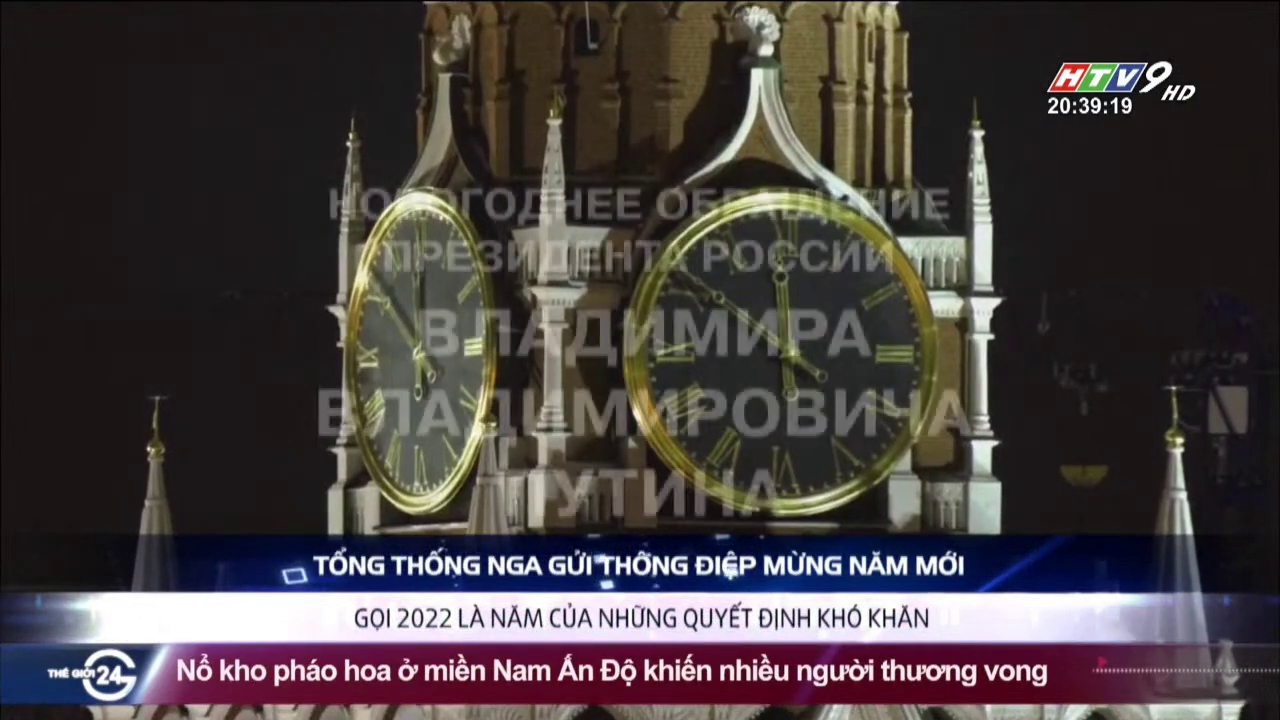 HTV9 HD
20:39:19
НОВОГОДНЕЕ ОБРАЩЕНИЕ
ПРЕЗИДЕНТА РОССИИ
ВЛАДИМИРА
ВЛАДИМИРОВИЧА
ПУТИНА
TỔNG THỐNG NGA GỬI THÔNG ĐIỆP MỪNG NĂM MỚI
GỌI 2022 LÀ NĂM CỦA NHỮNG QUYẾT ĐỊNH KHÓ KHĂN
THẾ GIỚI 24G
Nổ kho pháo hoa ở miền Nam Ấn Độ khiến nhiều người thương vong